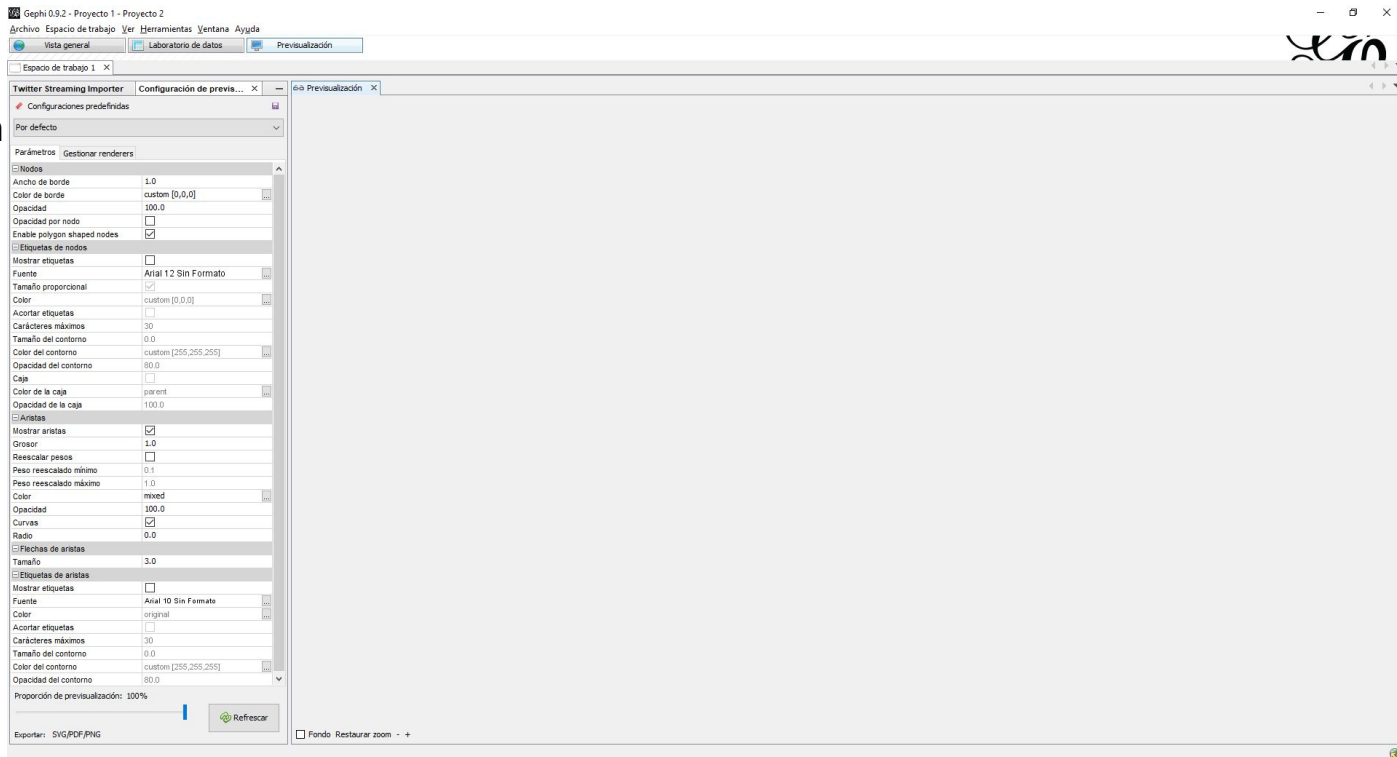 Gephi 0.9.2 - Proyecto 1 - Proyecto 2
Archivo Espacio de trabajo Ver Herramientas Ventana Ayuda
Vista general Laboratorio de datos Previsualización
Espacio de trabajo 1
Twitter Streaming Importer Configuración de previs... Previsualización
Configuraciones predefinidas
Por defecto
Parámetros Gestionar renderers
Nodos
Ancho de borde 1.0
Color de borde custom [0,0,0] ...
Opacidad 100.0
Opacidad por nodo
Enable polygon shaped nodes
Etiquetas de nodos
Mostrar etiquetas
Fuente Arial 12 Sin Formato ...
Tamaño proporcional
Color custom [0,0,0] ...
Acortar etiquetas
Carácteres máximos 30
Tamaño del contorno 0.0
Color del contorno custom [255,255,255] ...
Opacidad del contorno 80.0
Caja
Color de la caja parent ...
Opacidad de la caja 100.0
Aristas
Mostrar aristas
Grosor 1.0
Reescalar pesos
Peso reescalado mínimo 0.1
Peso reescalado máximo 1.0
Color mixed ...
Opacidad 100.0
Curvas
Radio 0.0
Flechas de aristas
Tamaño 3.0
Etiquetas de aristas
Mostrar etiquetas
Fuente Arial 10 Sin Formato ...
Color original ...
Acortar etiquetas
Carácteres máximos 30
Tamaño del contorno 0.0
Color del contorno custom [255,255,255] ...
Opacidad del contorno 80.0
Proporción de previsualización: 100%
Refrescar
Exportar: SVG/PDF/PNG
Fondo Restaurar zoom - +